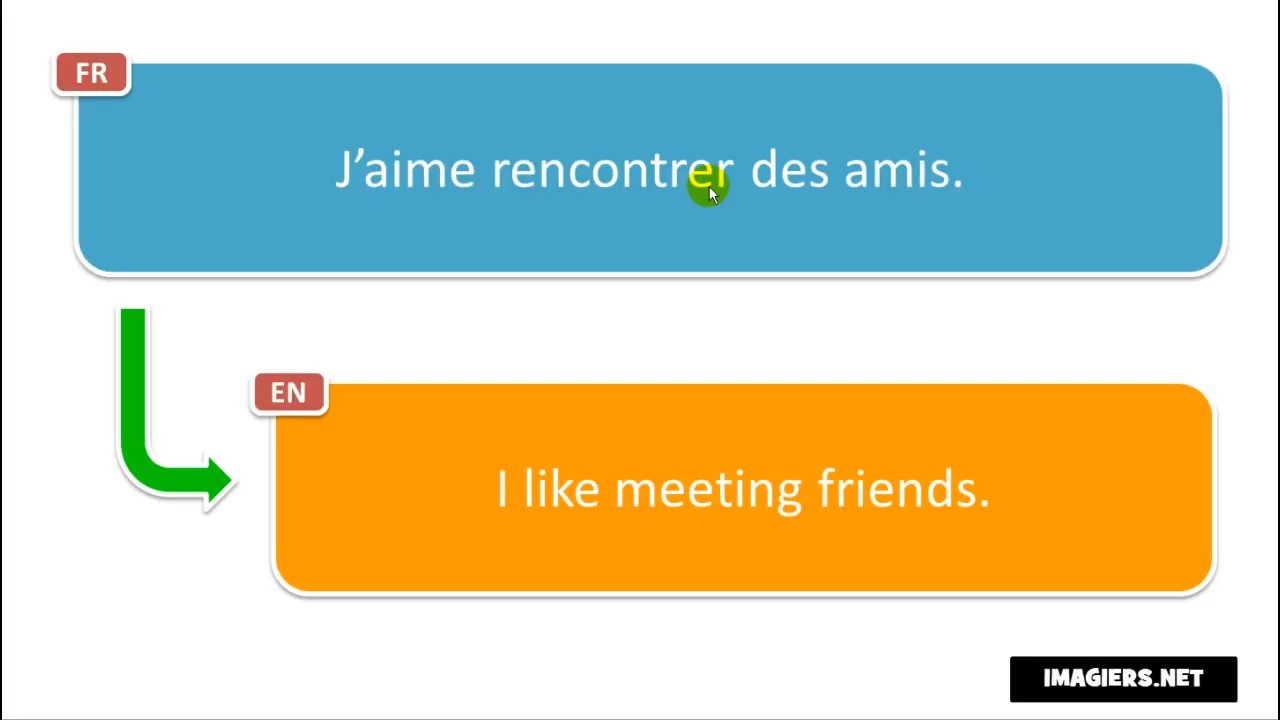 FR
J’aime rencontrer des amis.
EN
I like meeting friends.
IMAGIERS.NET